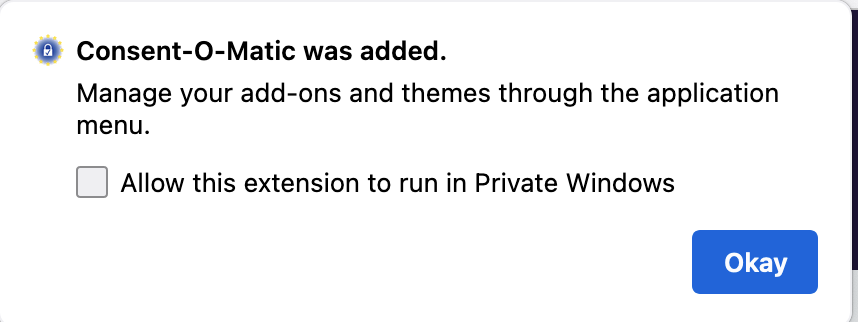 Consent-O-Matic was added.
Manage your add-ons and themes through the application
menu.
Allow this extension to run in Private Windows
Okay